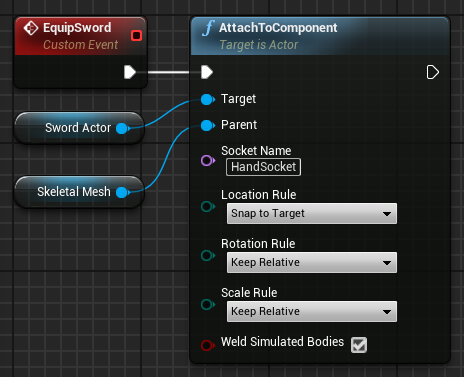 EquipSword
Custom Event
Sword Actor
Skeletal Mesh
f AttachToComponent
Target is Actor
Target
Parent
Socket Name
HandSocket
Location Rule
Snap to Target
Rotation Rule
Keep Relative
Scale Rule
Keep Relative
Weld Simulated Bodies